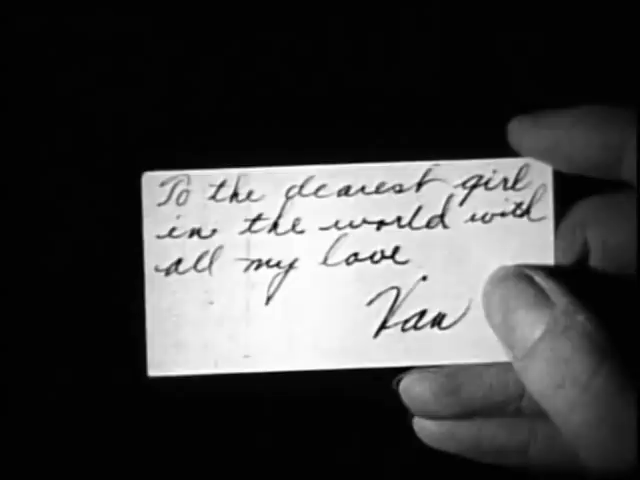 To the dearest girl
in the world with
all my love
Van